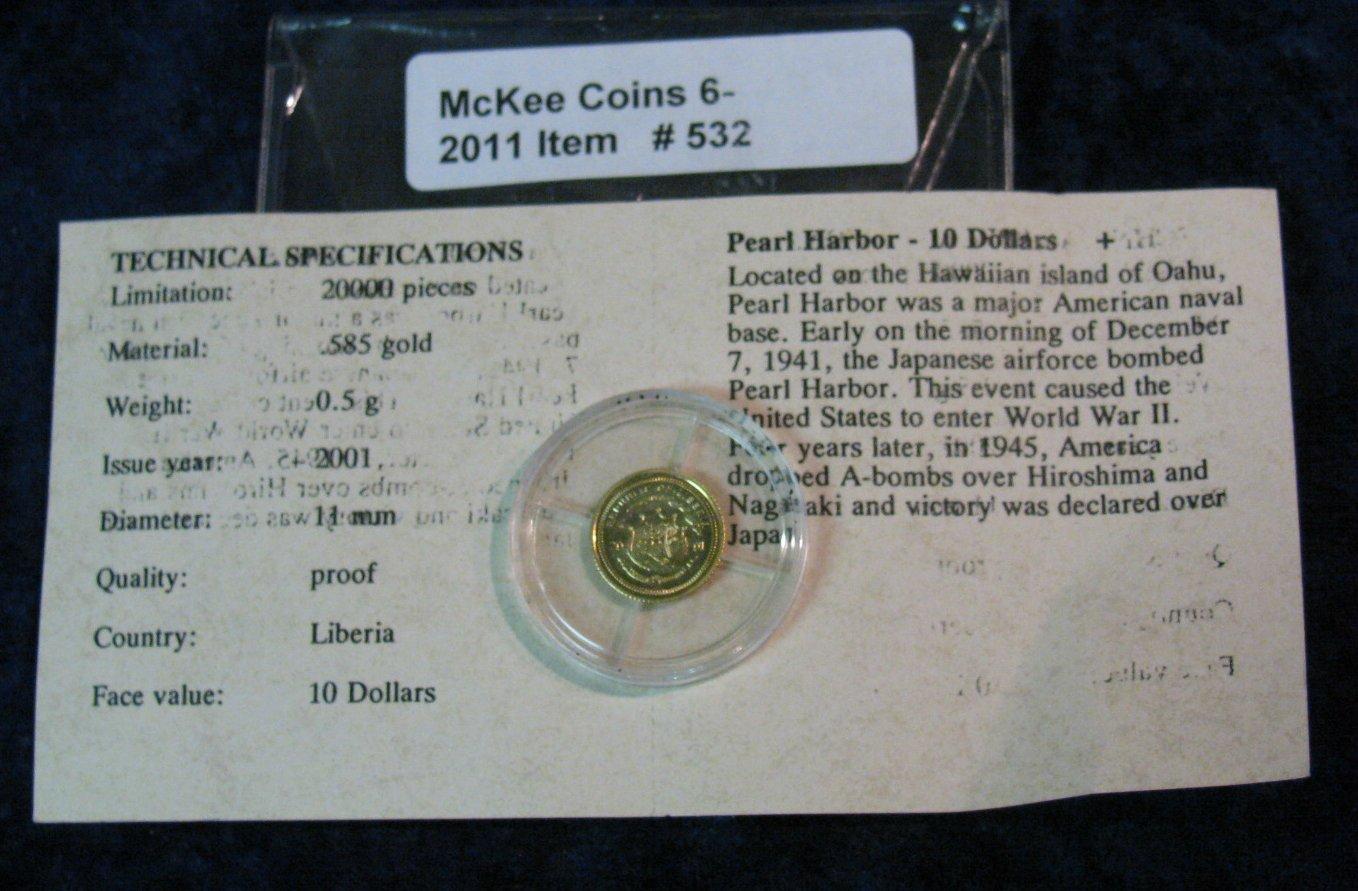 McKee Coins 6-
2011 Item # 532
TECHNICAL SPECIFICATIONS
Limitation: 20000 pieces
Material: .585 gold
Weight: 0.5 g
Issue year: 2001
Diameter: 11 mm
Quality: proof
Country: Liberia
Face value: 10 Dollars
Pearl Harbor - 10 Dollars +
Located on the Hawaiian island of Oahu,
Pearl Harbor was a major American naval
base. Early on the morning of December
7, 1941, the Japanese airforce bombed
Pearl Harbor. This event caused the
United States to enter World War II.
Four years later, in 1945, America
dropped A-bombs over Hiroshima and
Nagasaki and victory was declared over
Japan